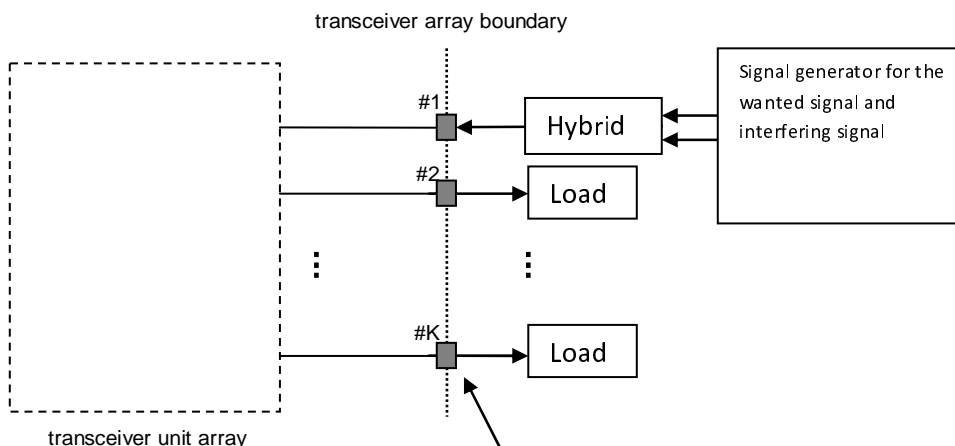 transceiver array boundary
Signal generator for the
wanted signal and
interfering signal
#1
Hybrid
#2
Load
#K
Load
transceiver unit array